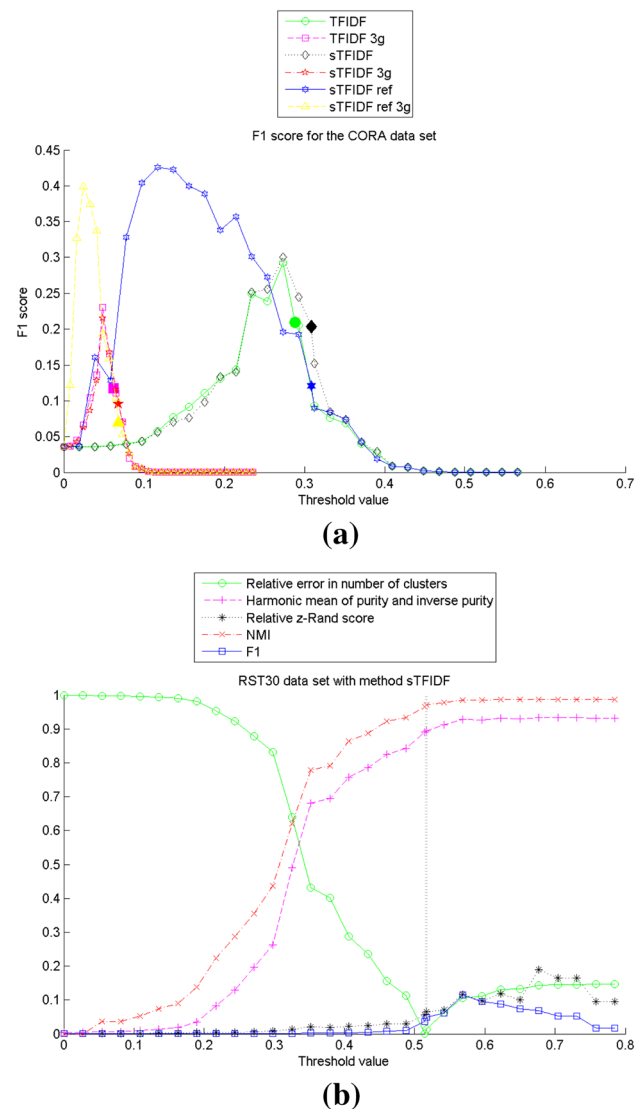 TFIDF
TFIDF 3g
sTFIDF
sTFIDF 3g
sTFIDF ref
sTFIDF ref 3g
F1 score for the CORA data set
0.45
0.4
0.35
0.3
0.25
0.2
0.15
0.1
0.05
0
F1 score
0 0.1 0.2 0.3 0.4 0.5 0.6 0.7
Threshold value
(a)
Relative error in number of clusters
Harmonic mean of purity and inverse purity
Relative z-Rand score
NMI
F1
RST30 data set with method sTFIDF
1
0.9
0.8
0.7
0.6
0.5
0.4
0.3
0.2
0.1
0
0 0.1 0.2 0.3 0.4 0.5 0.6 0.7 0.8
Threshold value
(b)